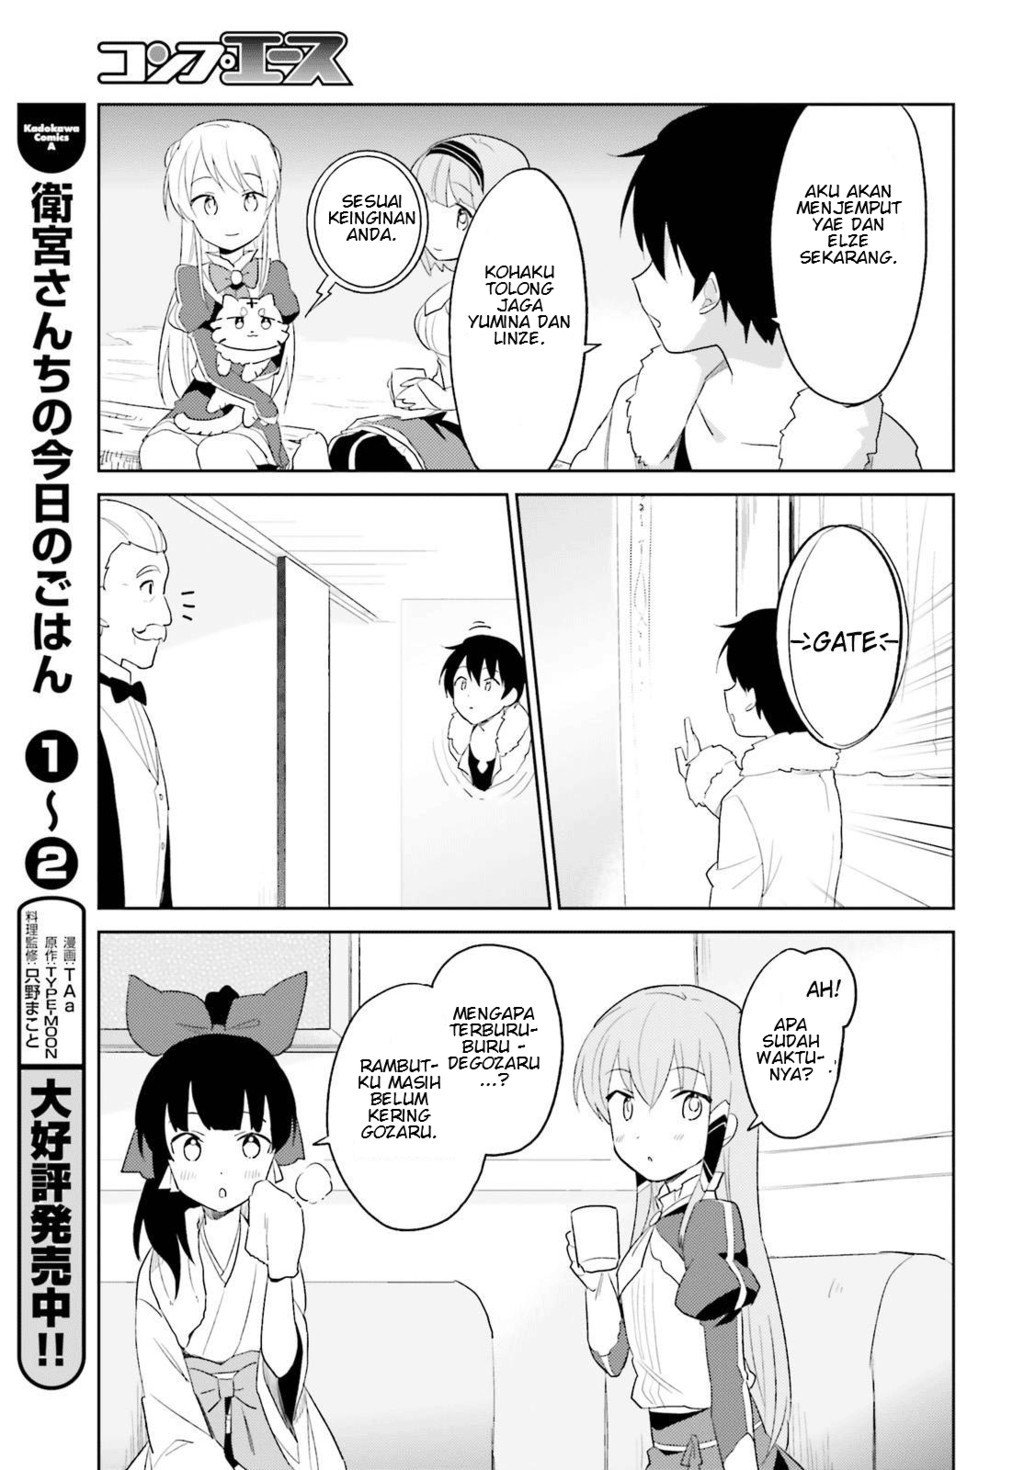 コンプ・エース
Kadokawa
Comics
A
衛宮さんちの今日のごはん
1〜2
漫画:TAa
原作:TYPE-MOON
料理監修:只野まこと
大好評発売中!!
AKU AKAN
MENJEMPUT
YAE DAN
ELZE
SEKARANG.
KOHAKU
TOLONG
JAGA
YUMINA DAN
LINZE.
SESUAI
KEINGINAN
ANDA.
GATE
AH!
APA
SUDAH
WAKTU-
NYA?
MENGAPA
TERBURU-
BURU -
DEGOZARU
...?
RAMBUT-
KU MASIH
BELUM
KERING
GOZARU.